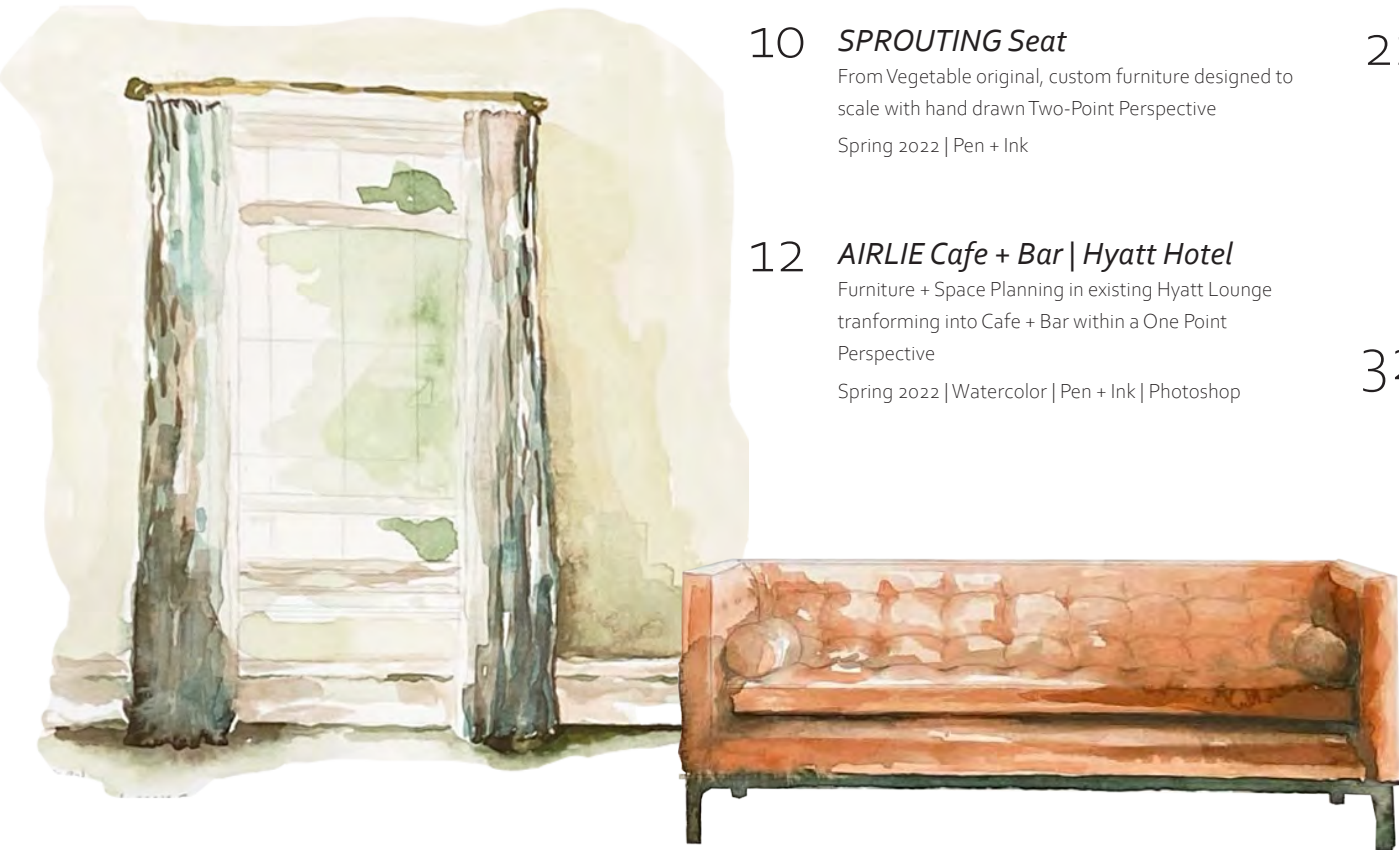 10
SPROUTING Seat
From Vegetable original, custom furniture designed to
scale with hand drawn Two-Point Perspective
Spring 2022 | Pen + Ink
12
AIRLIE Cafe + Bar | Hyatt Hotel
Furniture + Space Planning in existing Hyatt Lounge
tranforming into Cafe + Bar within a One Point
Perspective
Spring 2022 | Watercolor | Pen + Ink | Photoshop